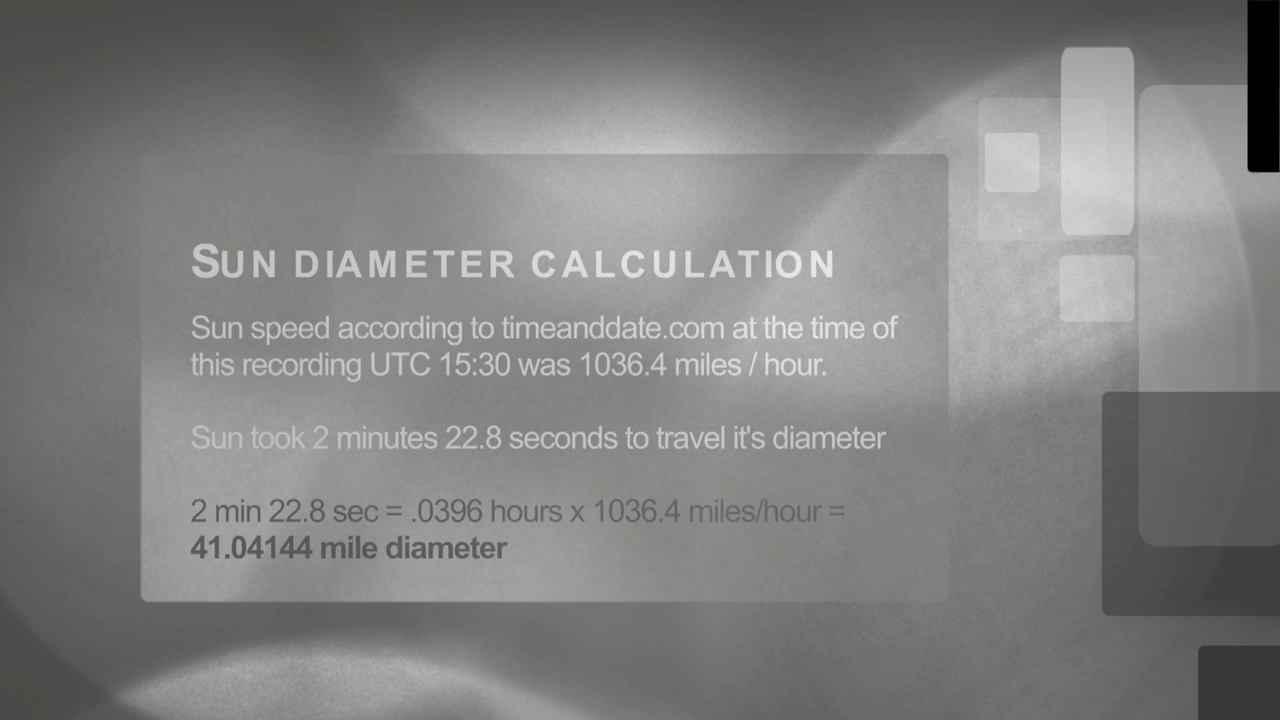 SUN DIAMETER CALCULATION
Sun speed according to timeanddate.com at the time of
this recording UTC 15:30 was 1036.4 miles / hour.
Sun took 2 minutes 22.8 seconds to travel it's diameter
2 min 22.8 sec = .0396 hours x 1036.4 miles/hour =
41.04144 mile diameter